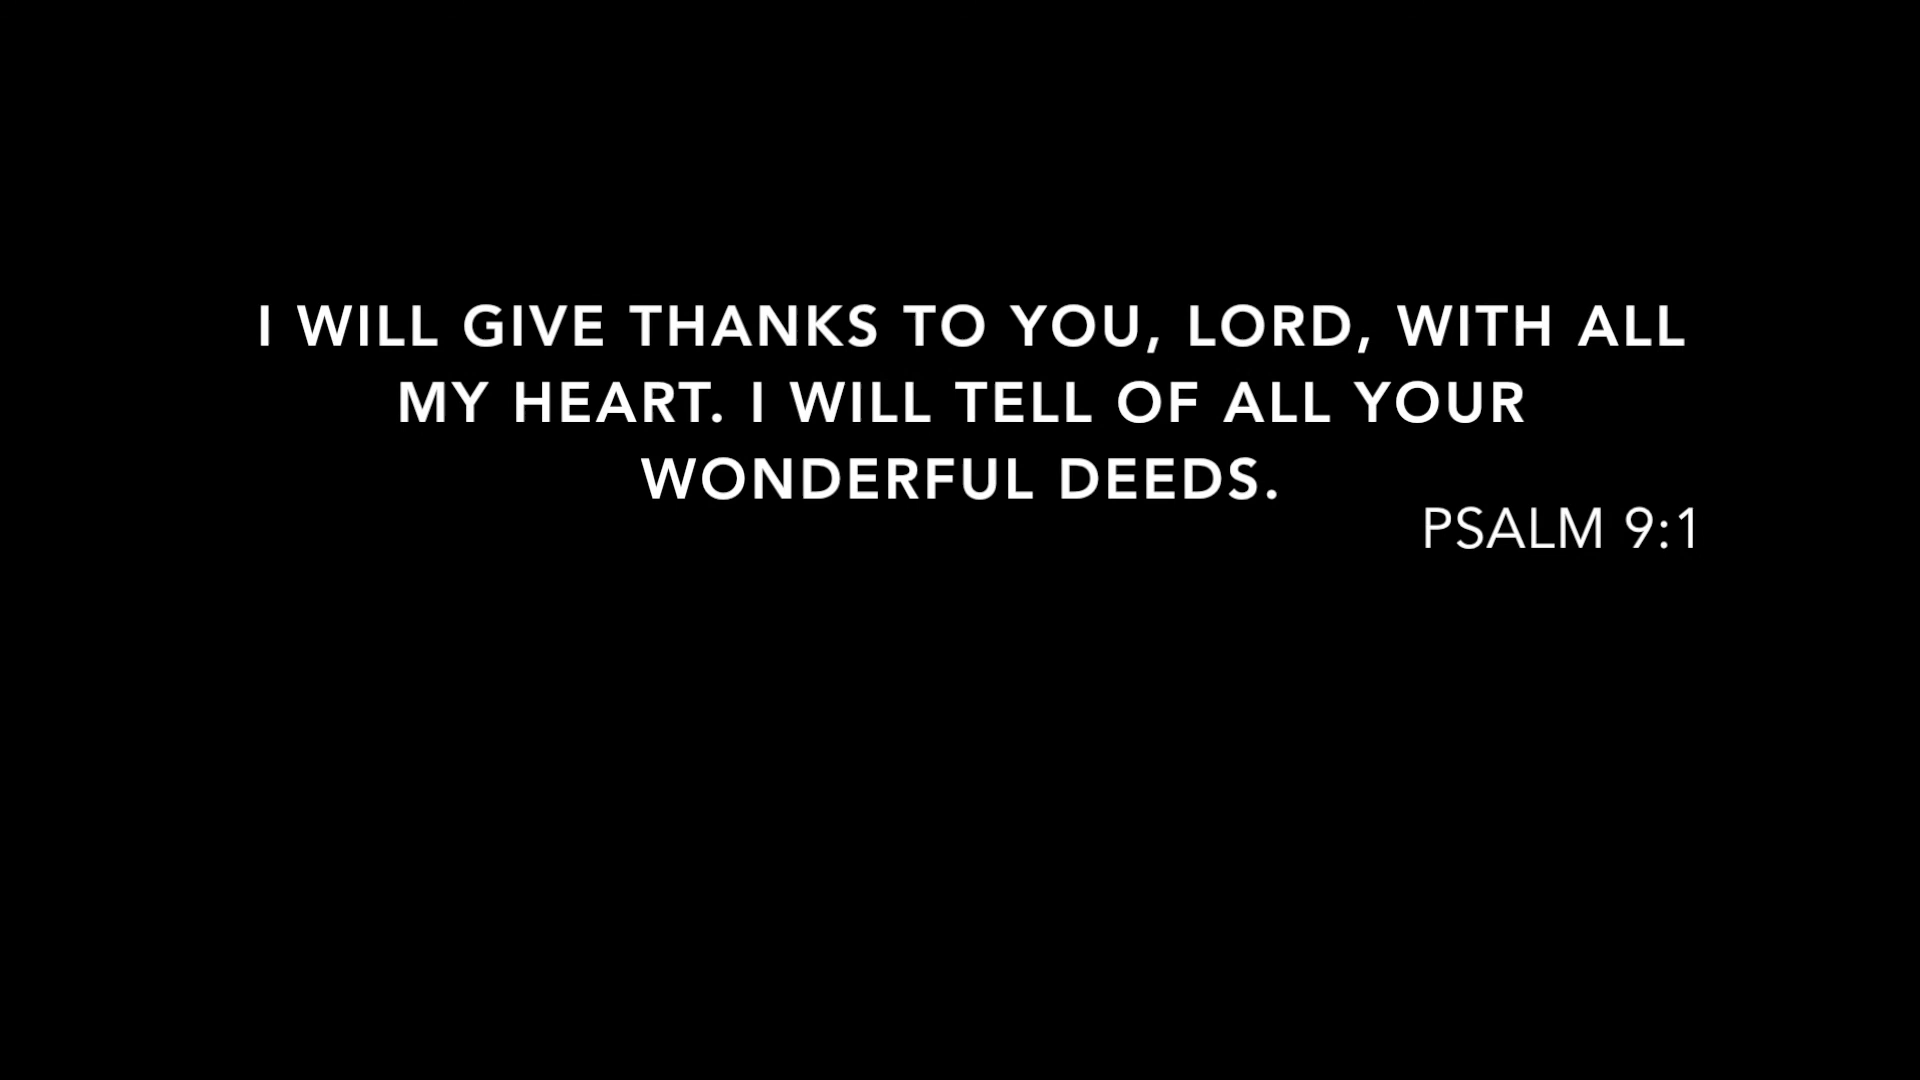 I WILL GIVE THANKS TO YOU, LORD, WITH ALL
MY HEART. I WILL TELL OF ALL YOUR
WONDERFUL DEEDS.
PSALM 9:1